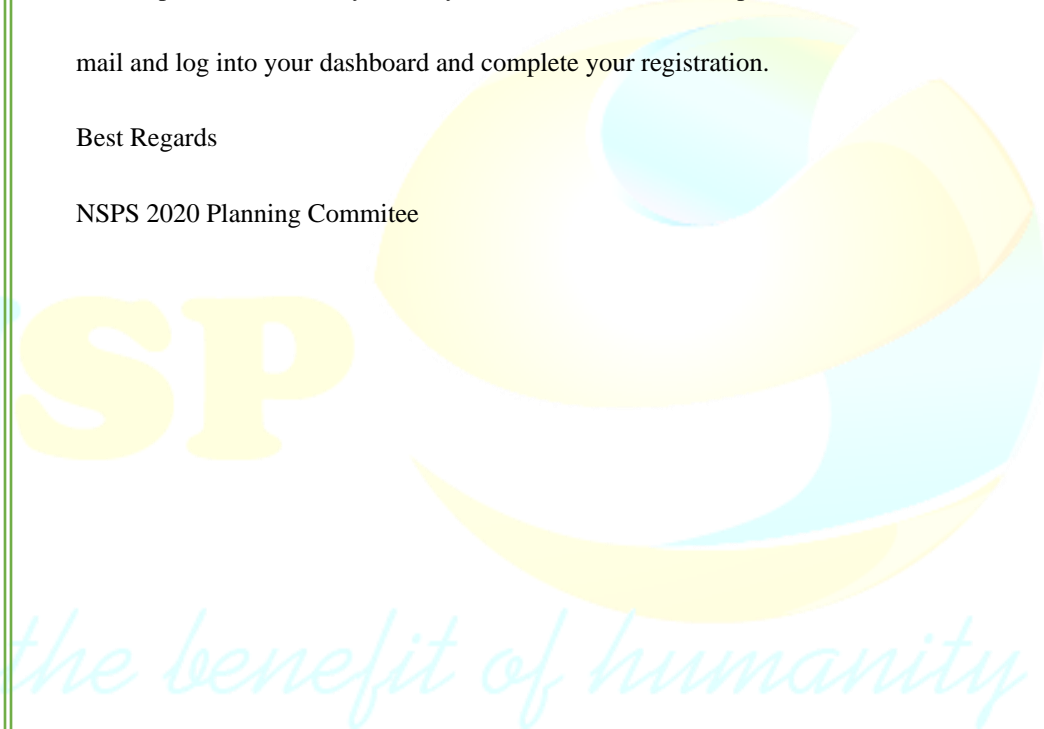 mail and log into your dashboard and complete your registration.
Best Regards
NSPS 2020 Planning Commitee
SP
the benefit of humanity